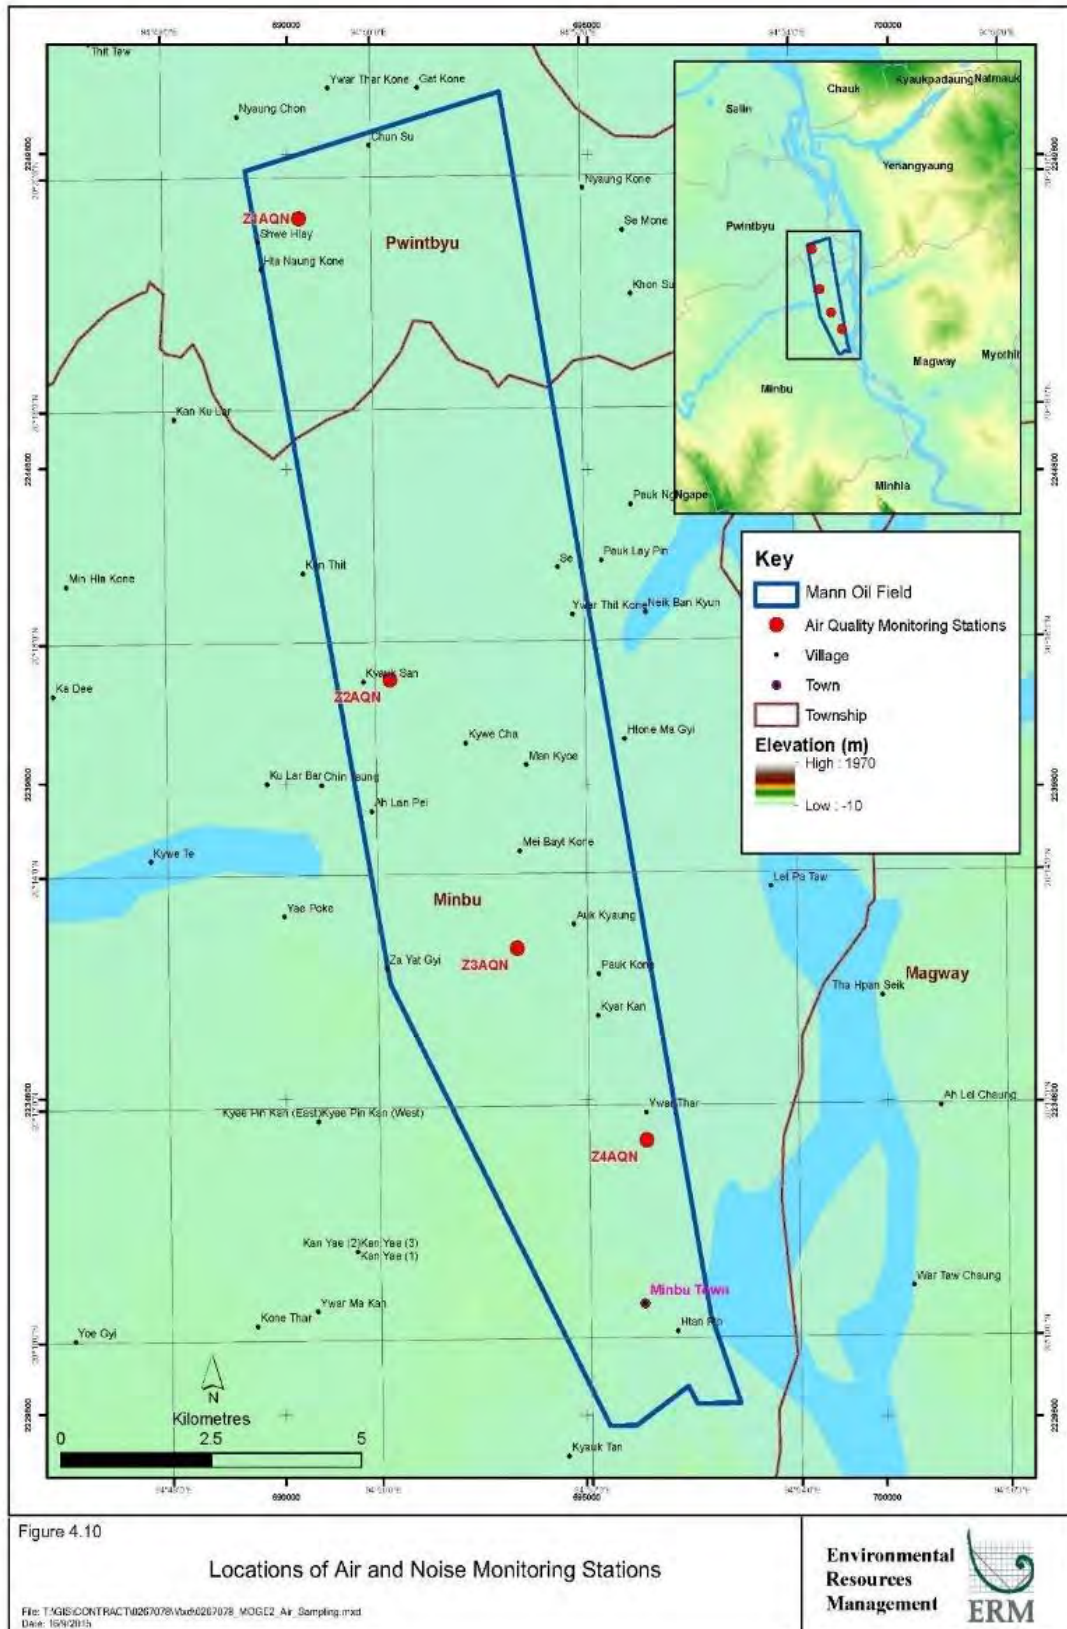 690000
695000
700000
Thit Tew
Ywar Thar Kone
Gat Kone
Nyaung Chon
Chun Su
Nyaung Kone
Se Mone
Z1AQN
Shwe Hlay
Pwintbyu
Hta Naung Kone
Khon Su
Kan Ku Lar
Chauk
Kyaukpadaung
Natmauk
Salin
Yenangyaung
Pwintbyu
Magway
Minbu
Minhla
Ngape
Pauk Lay Pin
Se
Kan Thit
Min Hla Kone
Ywar Thit Kone
Neik Ban Kyun
Kyauk San
Z2AQN
Ka Dee
Kywe Cha
Htone Ma Gyi
Man Kyoe
Ku Lar Bar
Ah Lan Pei
Mei Bayt Kone
Kywe Te
Key
Mann Oil Field
Air Quality Monitoring Stations
Village
Town
Township
Elevation (m)
High : 1970
Low : -10
Lei Pa Taw
Minbu
Yae Poke
Auk Kyaung
Z3AQN
Za Yat Gyi
Pauk Kone
Magway
Tha Hpan Seik
Kyar Kan
Kyee Pin Kan (East)
Kyee Pin Kan (West)
Ywar Thar
Ah Lei Chaung
Z4AQN
Kan Yae (2)
Kan Yae (3)
Kan Yae (1)
War Taw Chaung
Minbu Town
Ywar Ma Kan
Kone Thar
Yoe Gyi
N
Kilometres
0 2.5 5
Kyauk Tan
690000
695000
700000
Figure 4.10
Locations of Air and Noise Monitoring Stations
Environmental
Resources
Management
ERM